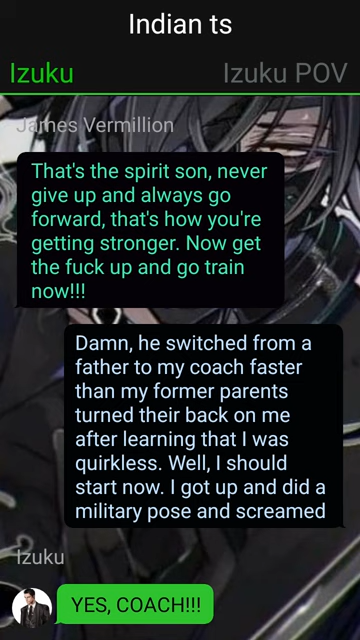 Indian ts
Izuku
Izuku POV
James Vermillion
That's the spirit son, never
give up and always go
forward, that's how you're
getting stronger. Now get
the fuck up and go train
now!!!
Damn, he switched from a
father to my coach faster
than my former parents
turned their back on me
after learning that I was
quirkless. Well, I should
start now. I got up and did a
military pose and screamed
Izuku
YES, COACH!!!